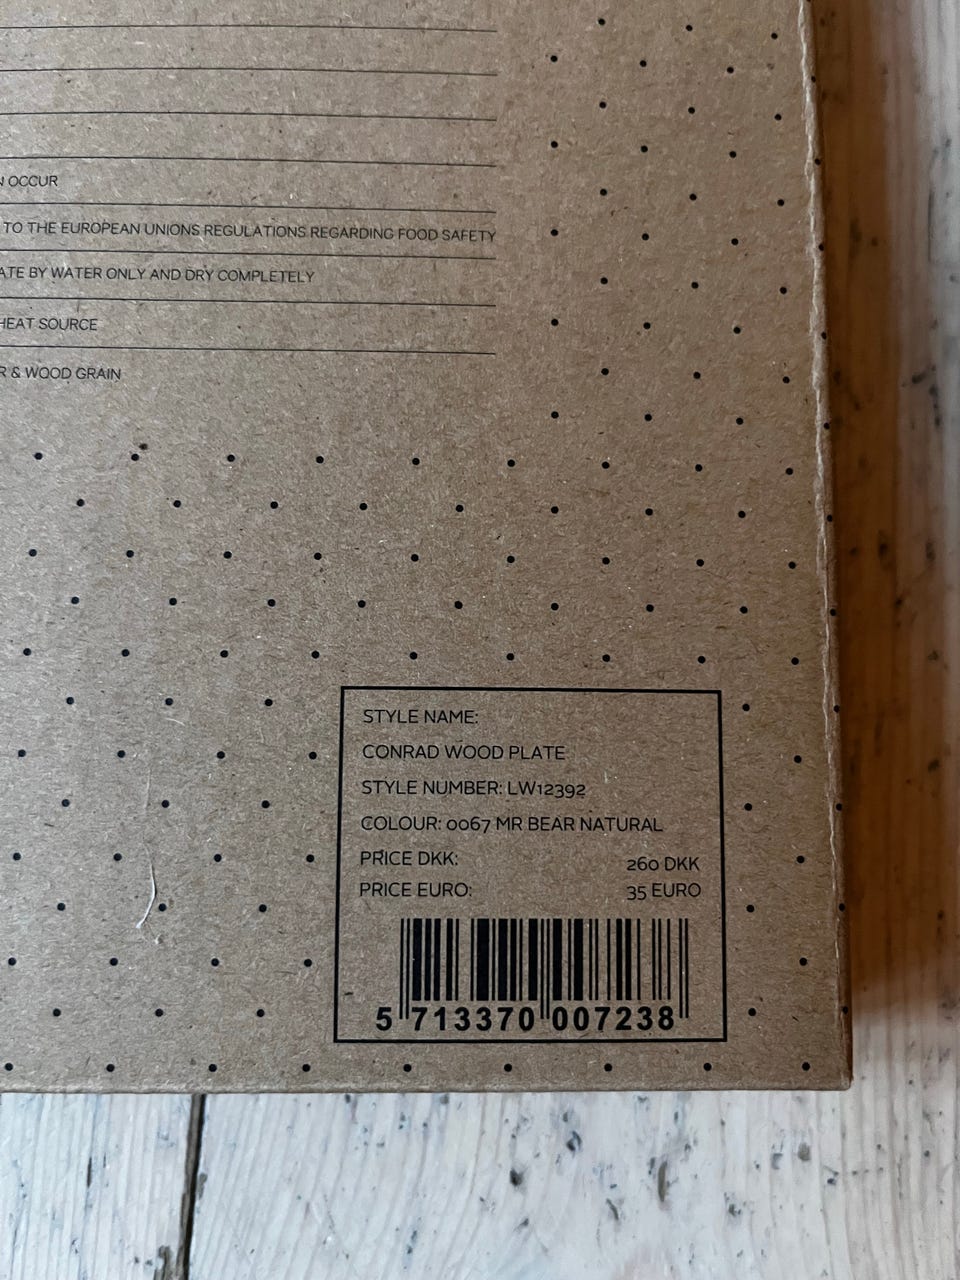 N OCCUR
TO THE EUROPEAN UNIONS REGULATIONS REGARDING FOOD SAFETY
ATE BY WATER ONLY AND DRY COMPLETELY
HEAT SOURCE
R & WOOD GRAIN
STYLE NAME:
CONRAD WOOD PLATE
STYLE NUMBER: LW12392
COLOUR: 0067 MR BEAR NATURAL
PRICE DKK: 260 DKK
PRICE EURO: 35 EURO
5 713370 007238